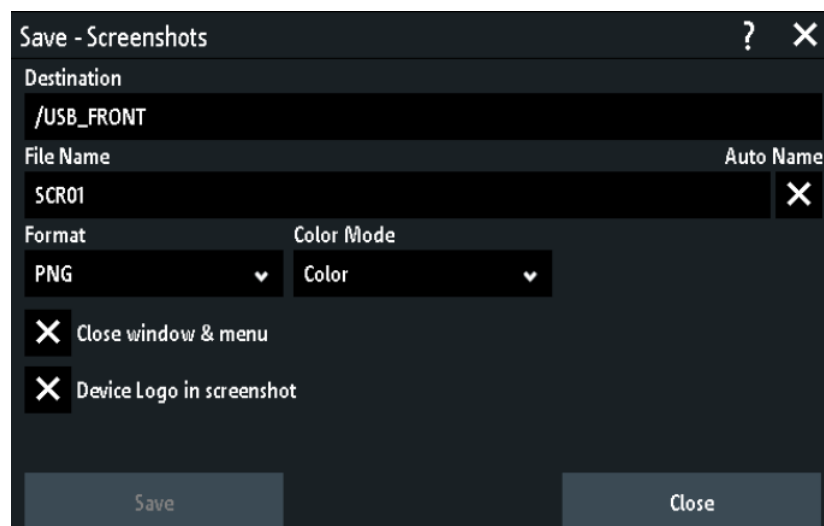 Save - Screenshots ?
Destination
/USB_FRONT
File Name Auto Name
SCR01
Format Color Mode
PNG Color
Close window & menu
Device Logo in screenshot
Save Close